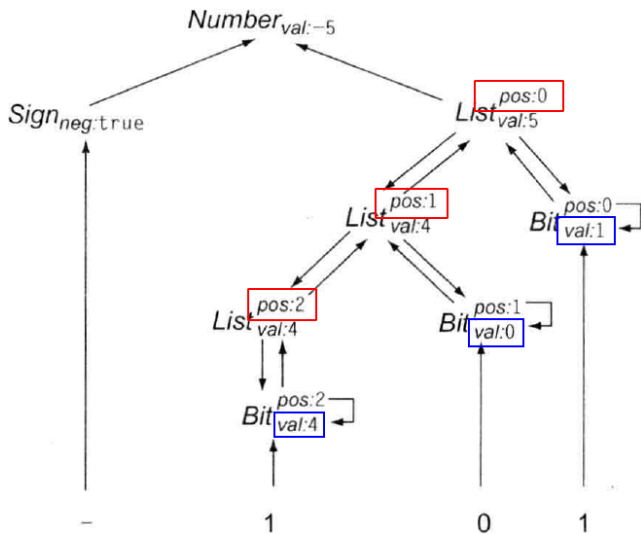 Number val:-5
Sign neg:true
List pos:0 val:5
List pos:1 val:4
Bit pos:0 val:1
List pos:2 val:4
Bit pos:1 val:0
Bit pos:2 val:4
- 1 0 1